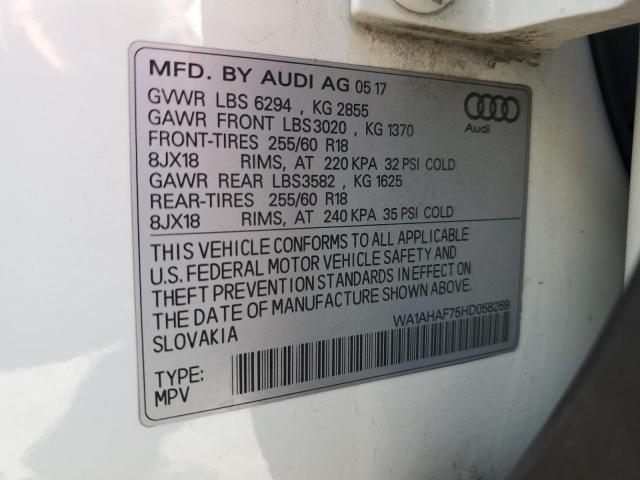 MFD. BY AUDI AG 05 17
GVWR LBS 6294 , KG 2855
GAWR FRONT LBS3020 , KG 1370
FRONT-TIRES 255/60 R18
8JX18 RIMS, AT 220 KPA 32 PSI COLD
GAWR REAR LBS3582 , KG 1625
REAR-TIRES 255/60 R18
8JX18 RIMS, AT 240 KPA 35 PSI COLD
Audi
THIS VEHICLE CONFORMS TO ALL APPLICABLE
U.S. FEDERAL MOTOR VEHICLE SAFETY AND
THEFT PREVENTION STANDARDS IN EFFECT ON
THE DATE OF MANUFACTURE SHOWN ABOVE.
SLOVAKIA
WA1AHAF75HD058269
TYPE:
MPV